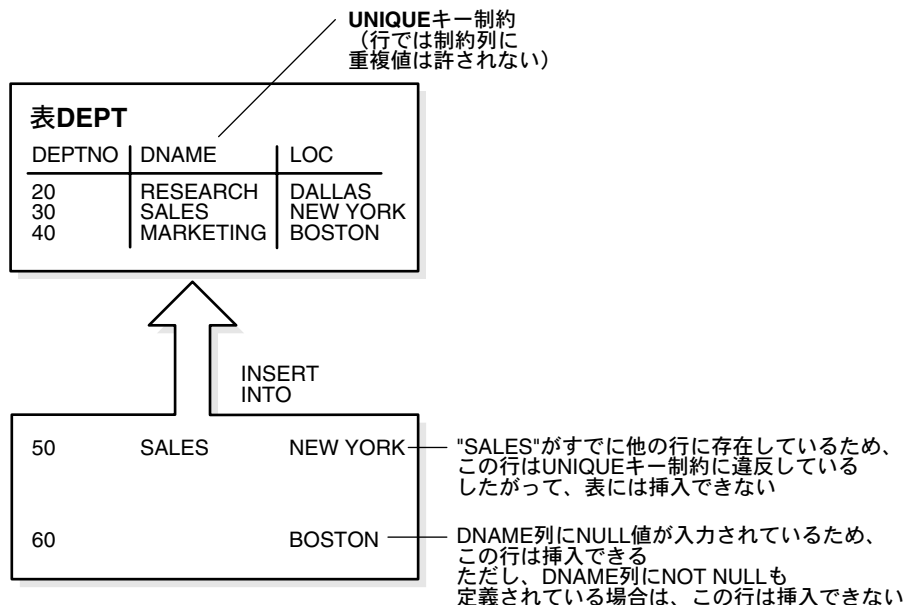 UNIQUEキー制約
（行では制約列に
重複値は許されない）
表DEPT
DEPTNO DNAME LOC
20 RESEARCH DALLAS
30 SALES NEW YORK
40 MARKETING BOSTON
INSERT
INTO
50 SALES NEW YORK
"SALES"がすでに他の行に存在しているため、
この行はUNIQUEキー制約に違反している
したがって、表には挿入できない
60 BOSTON
DNAME列にNULL値が入力されているため、
この行は挿入できる
ただし、DNAME列にNOT NULLも
定義されている場合は、この行は挿入できない